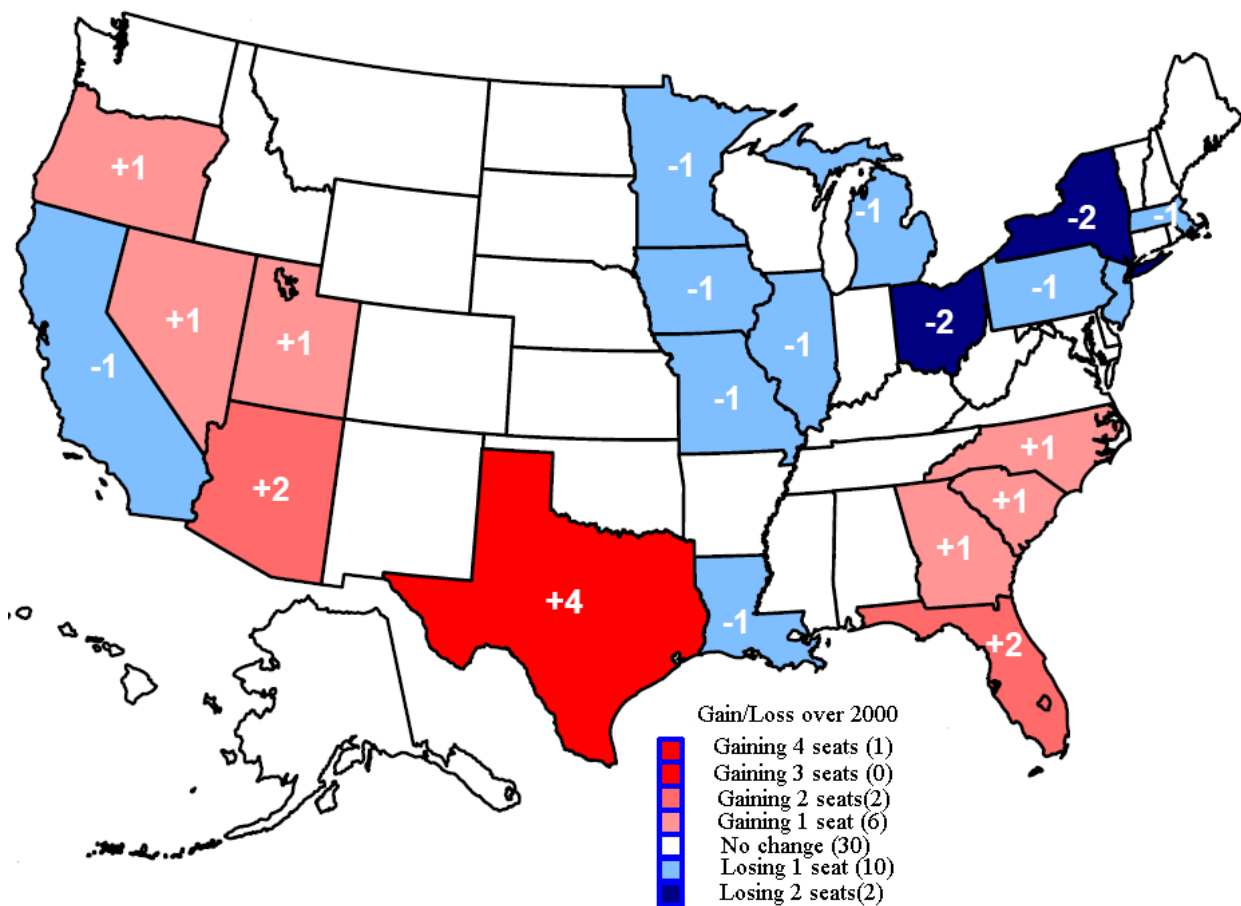 +1
-1
-1
-1
-2
-1
+1
+1
-1
-1
-1
-2
-1
-1
+2
+1
+1
+1
+4
-1
+2
Gain/Loss over 2000
Gaining 4 seats (1)
Gaining 3 seats (0)
Gaining 2 seats(2)
Gaining 1 seat (6)
No change (30)
Losing 1 seat (10)
Losing 2 seats(2)